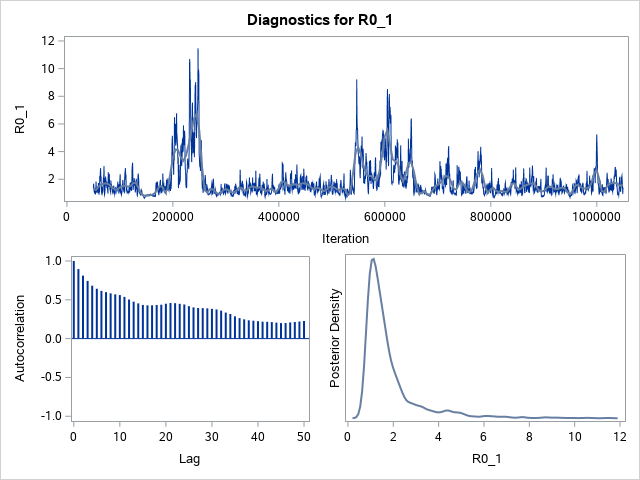 Diagnostics for R0_1
12
10
8
6
4
2
R0_1
0 200000 400000 600000 800000 1000000
Iteration
1.0
0.5
0.0
-0.5
-1.0
Autocorrelation
0 10 20 30 40 50
Lag
Posterior Density
0 2 4 6 8 10 12
R0_1